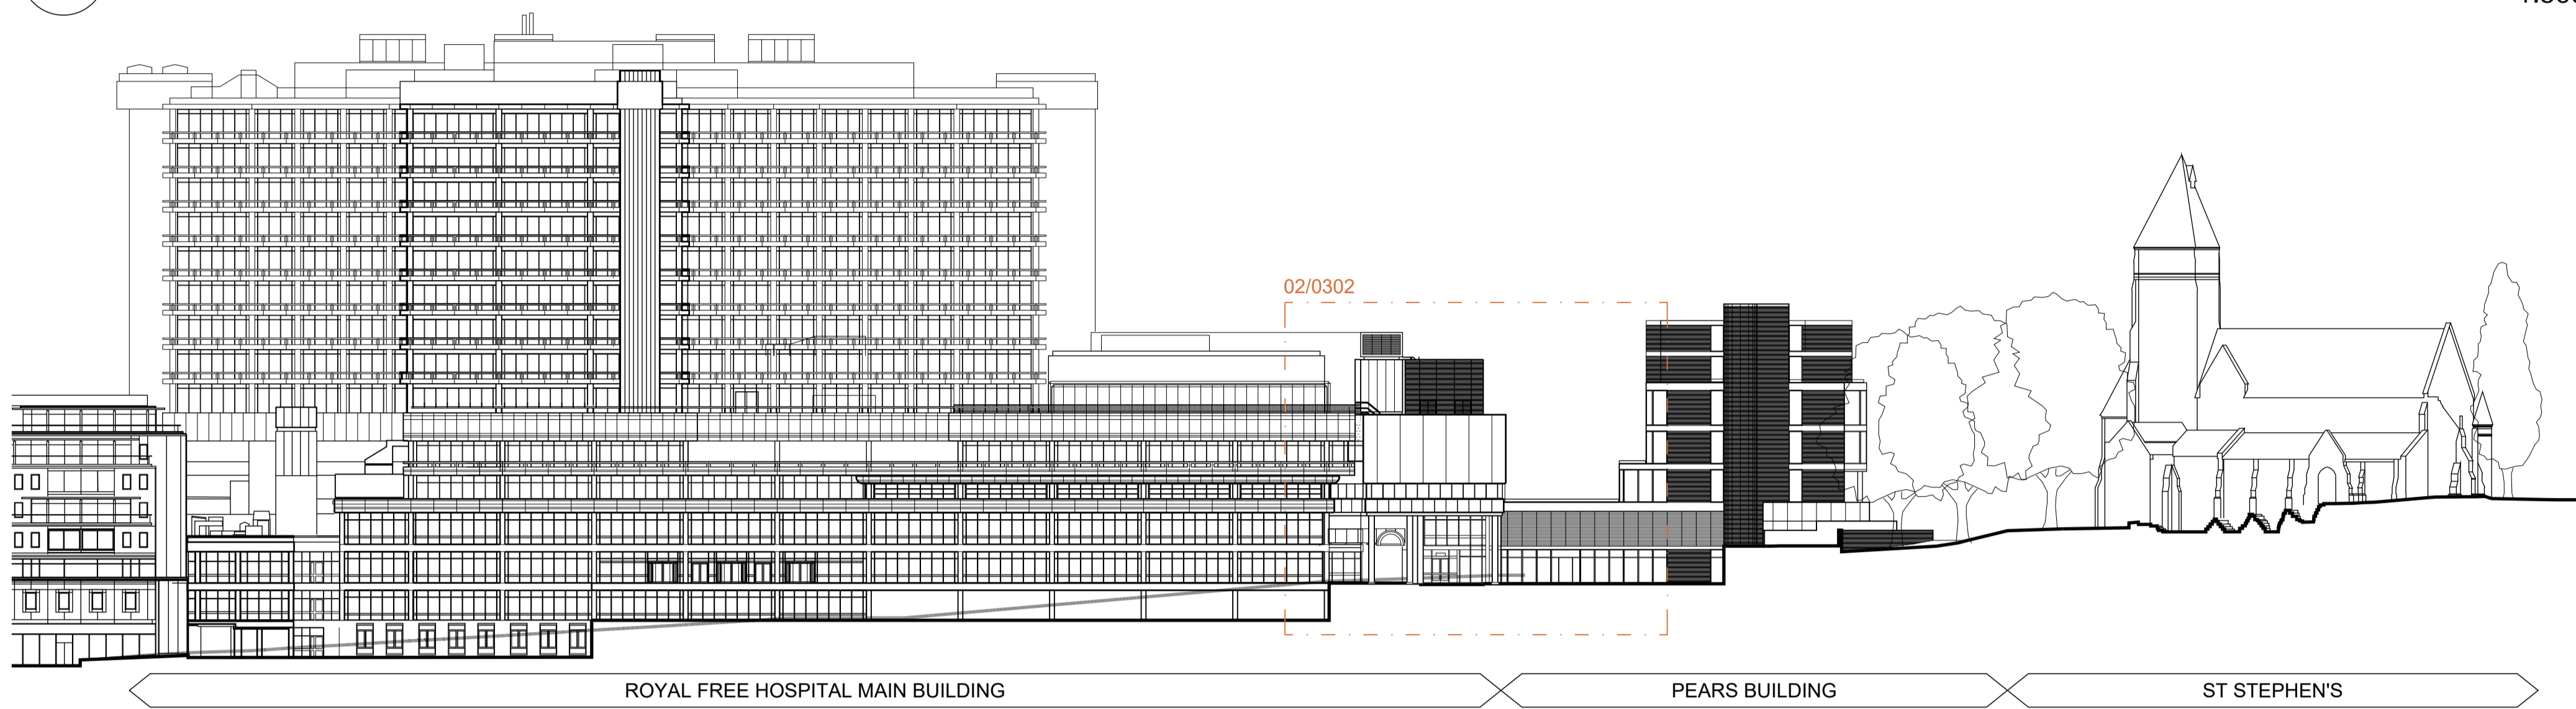 02/0302
ROYAL FREE HOSPITAL MAIN BUILDING
PEARS BUILDING
ST STEPHEN'S